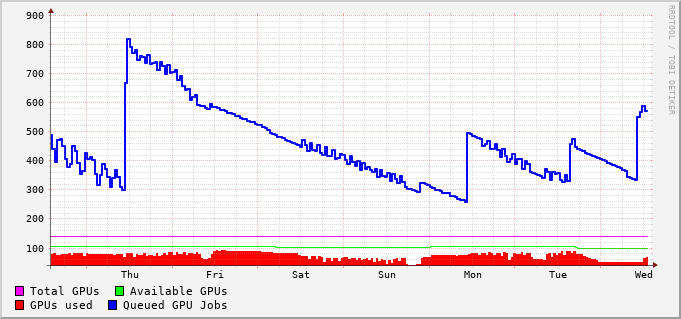 900
800
700
600
500
400
300
200
100
Thu Fri Sat Sun Mon Tue Wed
Total GPUs Available GPUs
GPUs used Queued GPU Jobs
RRDTOOL / TOBI OETIKER